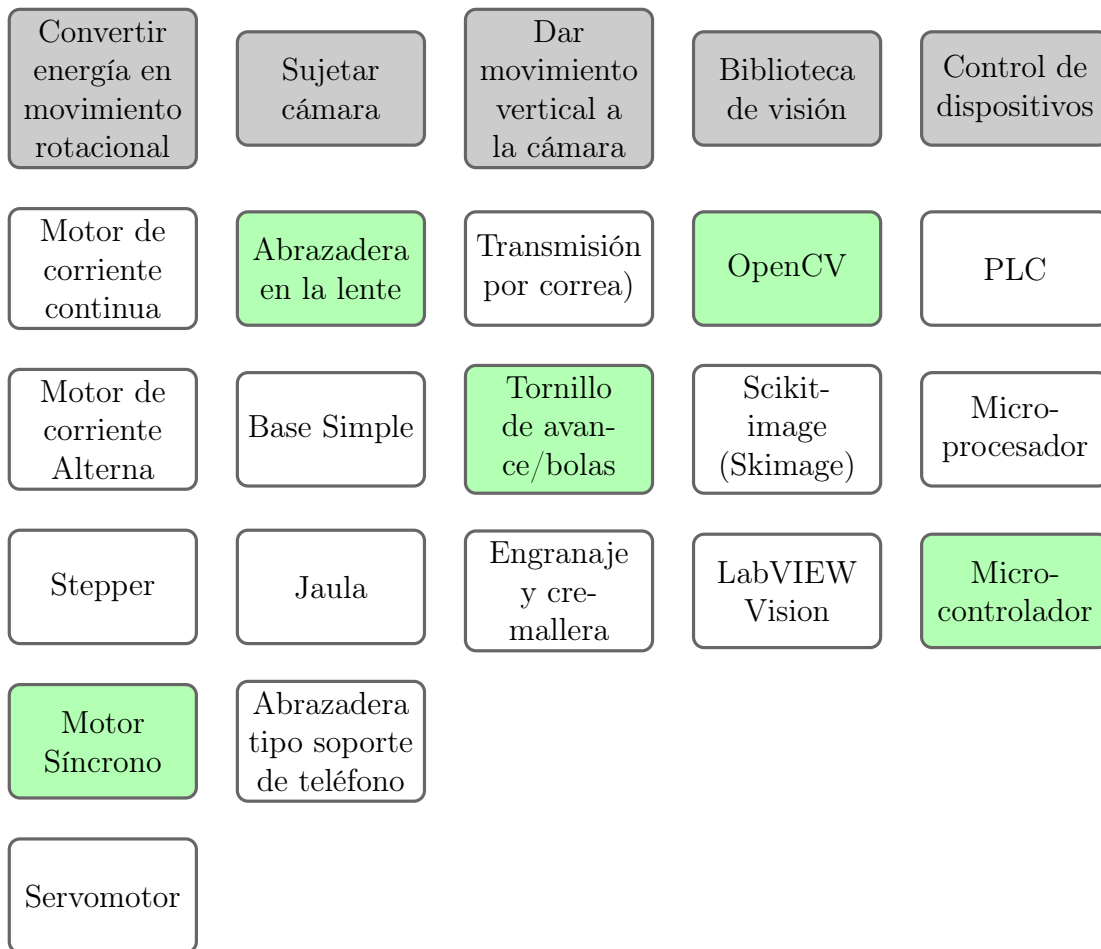 Convertir
energía en
movimiento
rotacional
Sujetar
cámara
Dar
movimiento
vertical a
la cámara
Biblioteca
de visión
Control de
dispositivos
Motor de
corriente
continua
Abrazadera
en la lente
Transmisión
por correa)
OpenCV
PLC
Motor de
corriente
Alterna
Base Simple
Tornillo
de avan-
ce/bolas
Scikit-
image
(Skimage)
Micro-
procesador
Stepper
Jaula
Engranaje
y cre-
mallera
LabVIEW
Vision
Micro-
controlador
Motor
Síncrono
Abrazadera
tipo soporte
de teléfono
Servomotor